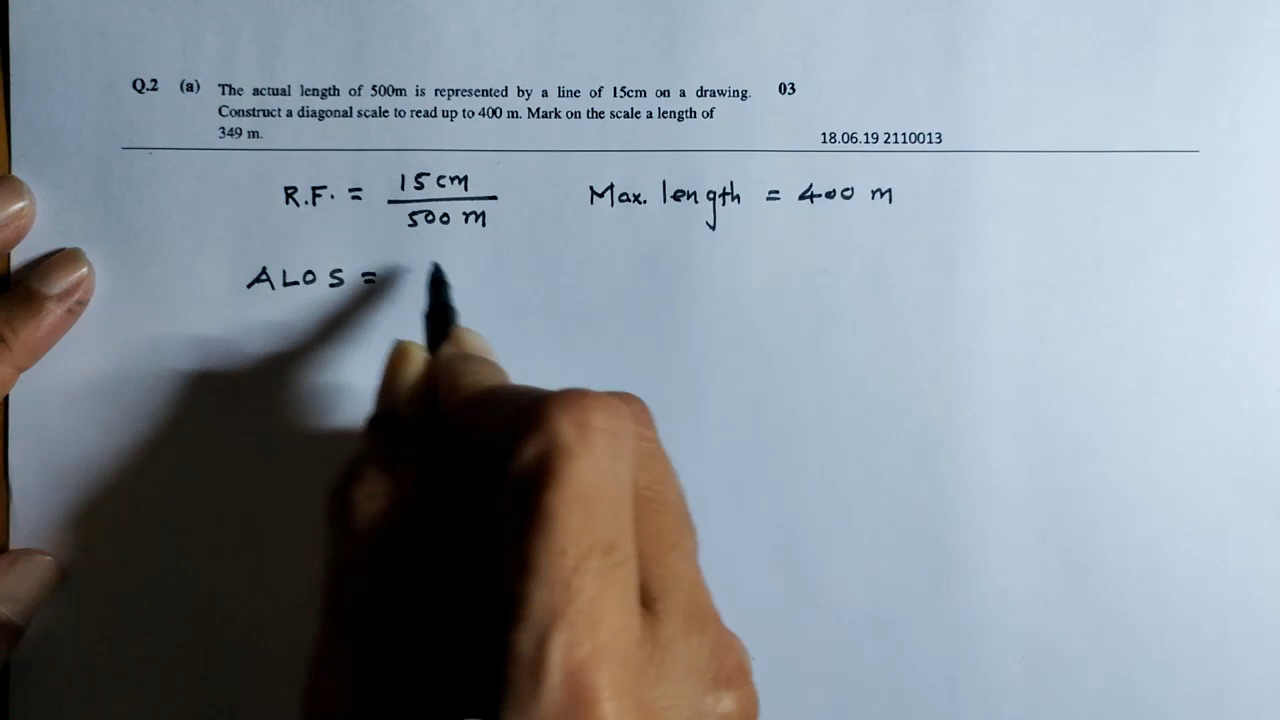 Q.2 (a) The actual length of 500m is represented by a line of 15cm on a drawing. 03
Construct a diagonal scale to read up to 400 m. Mark on the scale a length of
349 m.
18.06.19 2110013
R.F. = 15 cm / 500 m
Max. length = 400 m
ALOS =